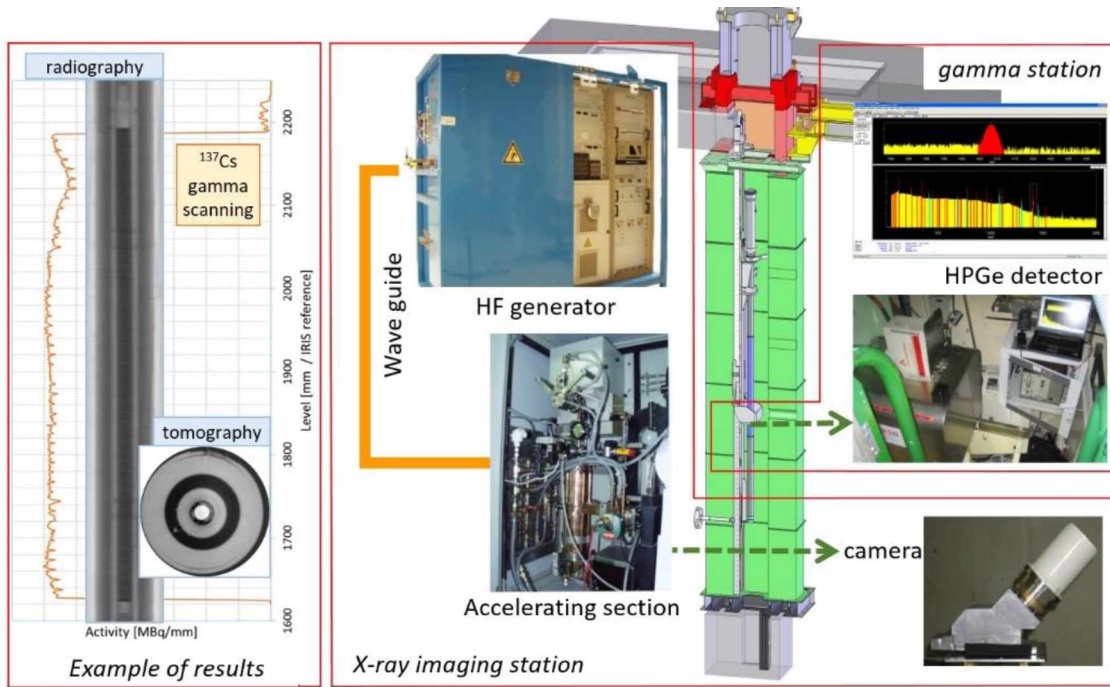 radiography
¹³⁷Cs
gamma
scanning
2200
2100
2000
1900
1800
1700
1600
Level [mm / IRIS reference]
tomography
Activity [MBq/mm]
Example of results
Wave guide
HF generator
Accelerating section
X-ray imaging station
gamma station
HPGe detector
camera